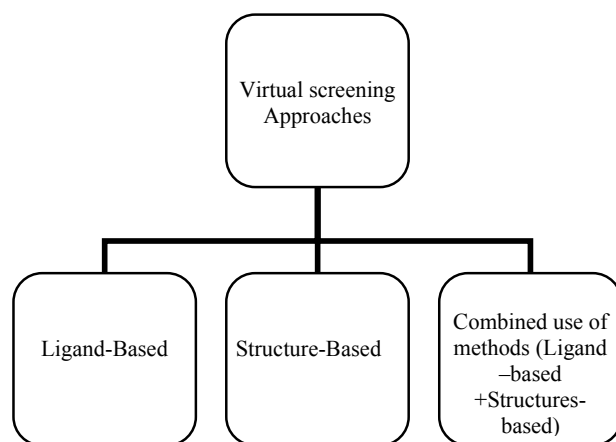 Virtual screening
Approaches
Ligand-Based
Structure-Based
Combined use of
methods (Ligand
–based
+Structures-
based)